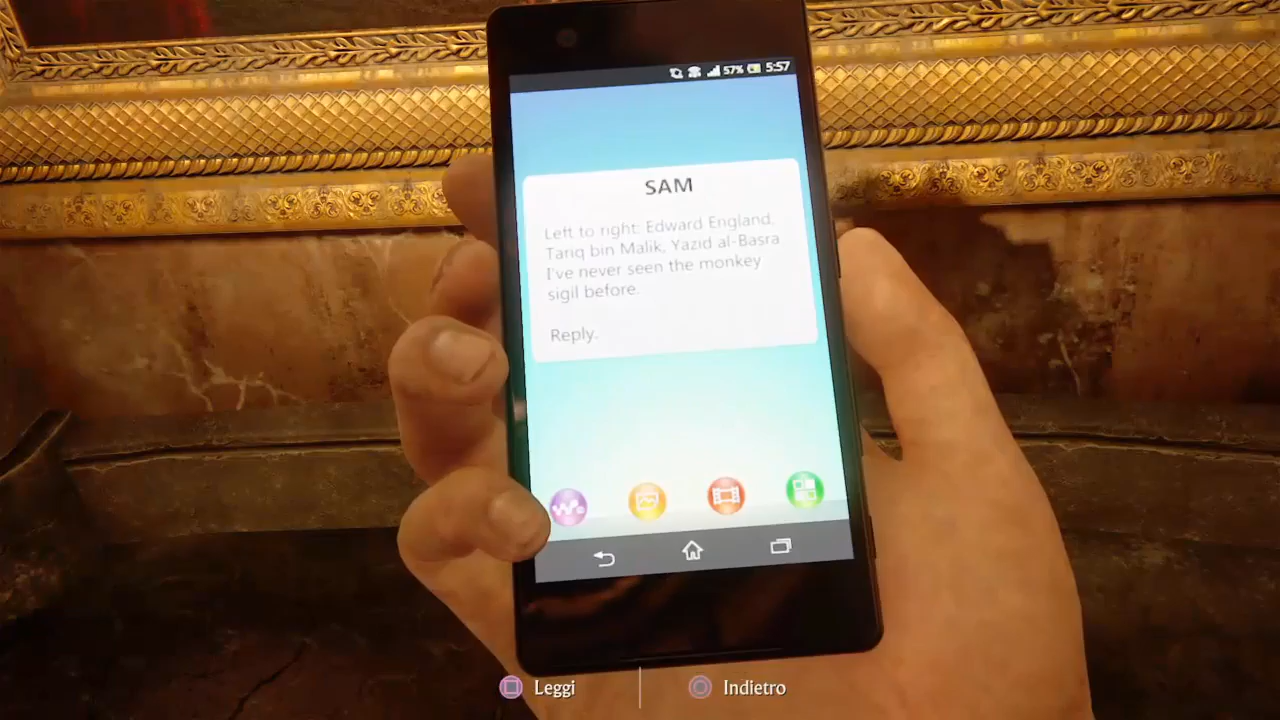 57% 5:57
SAM
Left to right: Edward England,
Tariq bin Malik, Yazid al-Basra.
I've never seen the monkey
sigil before.
Reply.
Leggi
Indietro